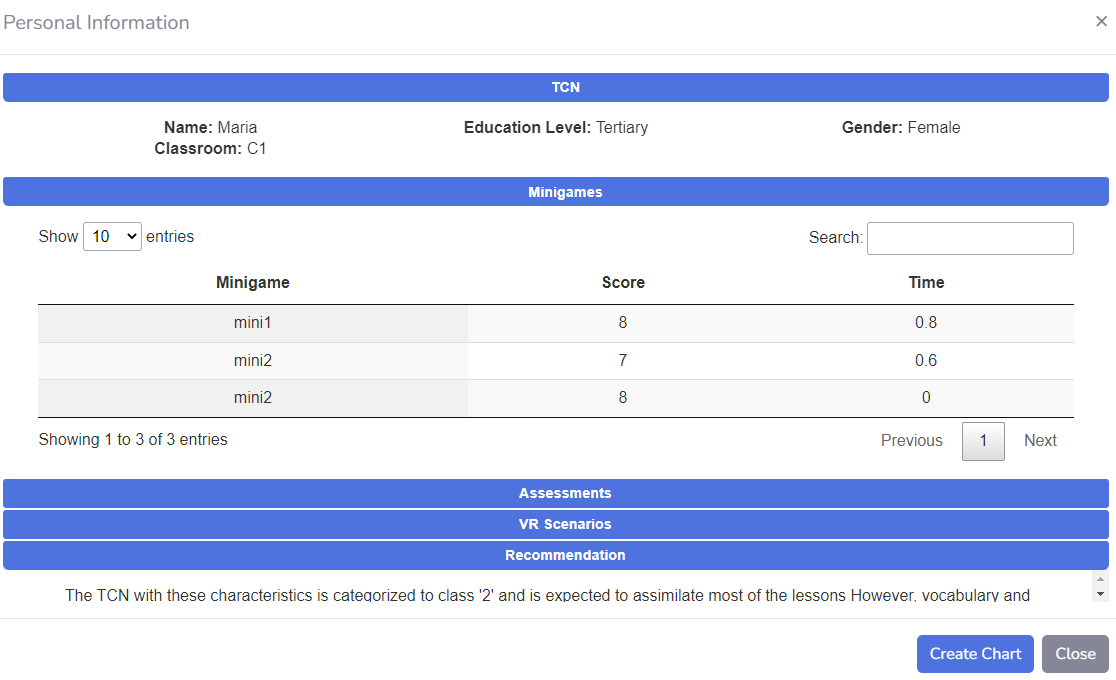 Personal Information ×
TCN
Name: Maria Education Level: Tertiary Gender: Female
Classroom: C1
Minigames
Show 10 entries Search:
Minigame Score Time
mini1 8 0.8
mini2 7 0.6
mini2 8 0
Showing 1 to 3 of 3 entries Previous 1 Next
Assessments
VR Scenarios
Recommendation
The TCN with these characteristics is categorized to class '2' and is expected to assimilate most of the lessons However, vocabulary and
Create Chart Close